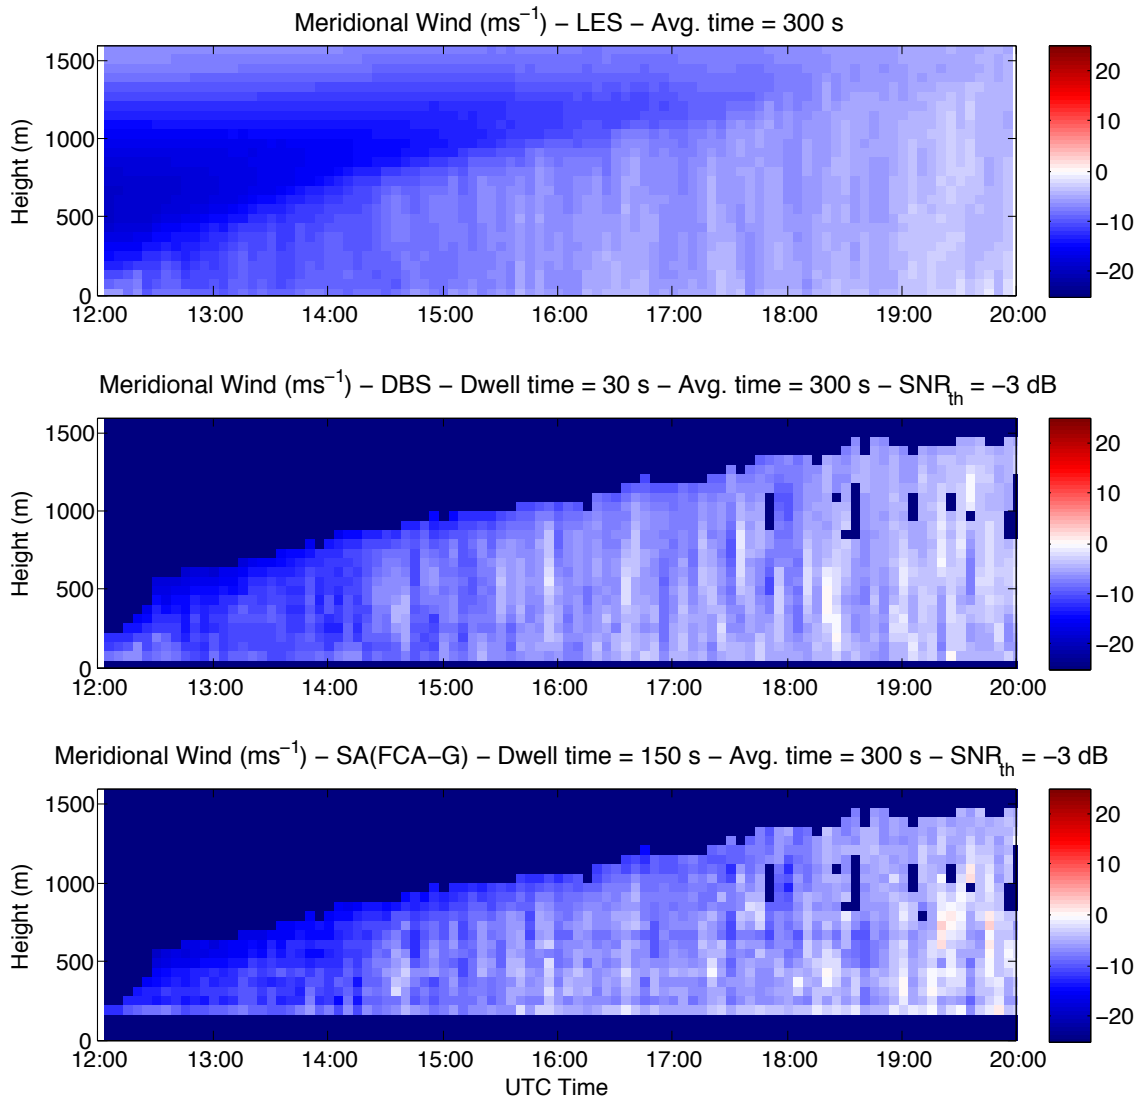 Meridional Wind (ms−1) − LES − Avg. time = 300 s
Height (m)
1500
1000
500
0
12:00 13:00 14:00 15:00 16:00 17:00 18:00 19:00 20:00
20
10
0
−10
−20
Meridional Wind (ms−1) − DBS − Dwell time = 30 s − Avg. time = 300 s − SNRth = −3 dB
Height (m)
1500
1000
500
0
12:00 13:00 14:00 15:00 16:00 17:00 18:00 19:00 20:00
20
10
0
−10
−20
Meridional Wind (ms−1) − SA(FCA−G) − Dwell time = 150 s − Avg. time = 300 s − SNRth = −3 dB
Height (m)
1500
1000
500
0
12:00 13:00 14:00 15:00 16:00 17:00 18:00 19:00 20:00
UTC Time
20
10
0
−10
−20